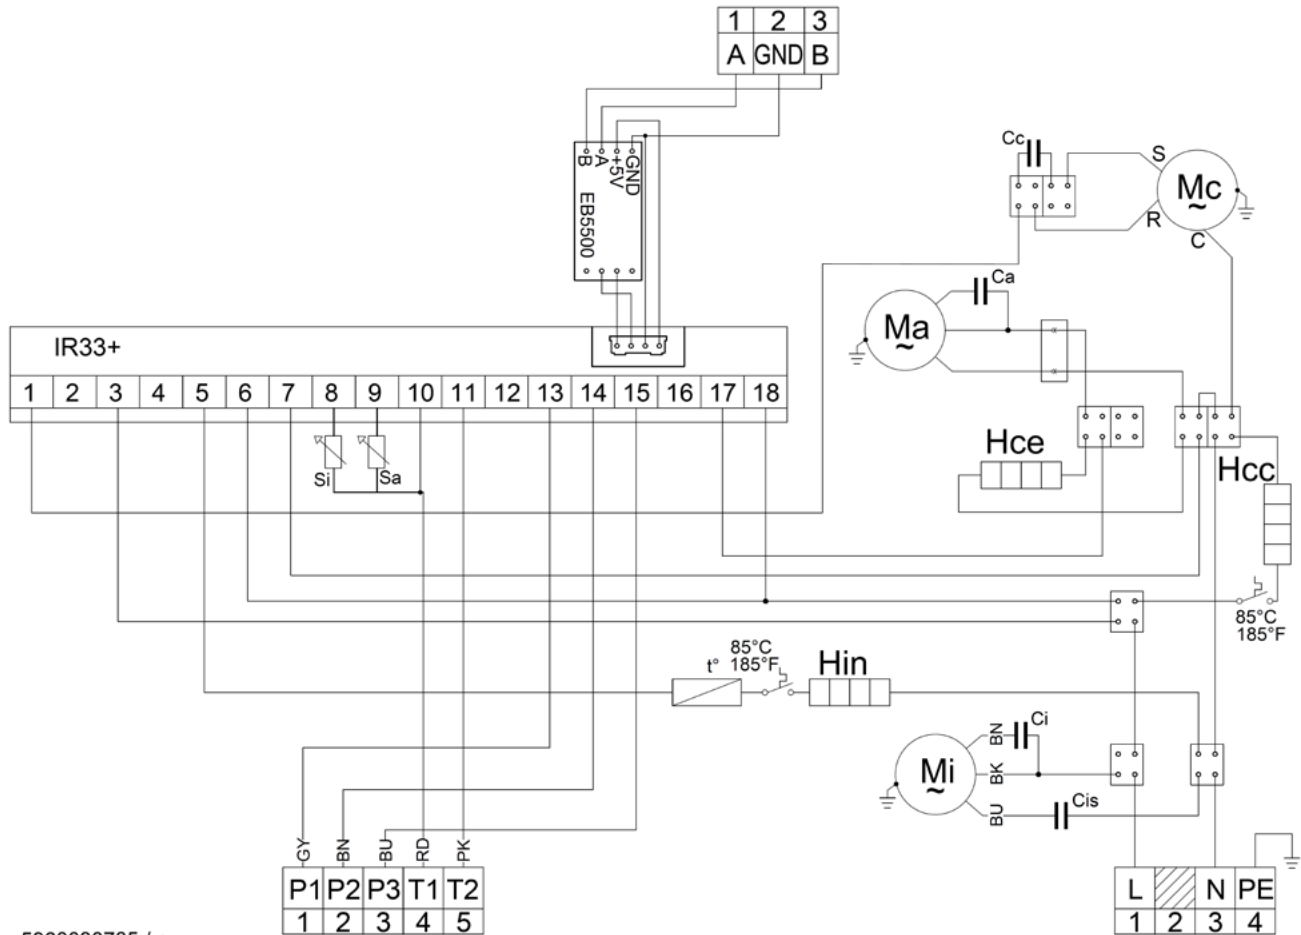 1 2 3
A GND B
B A +5V GND
EB5500
Cc
S
Mc
~
R
C
Ca
Ma
~
IR33+
1 2 3 4 5 6 7 8 9 10 11 12 13 14 15 16 17 18
Si
Sa
Hce
Hcc
85°C
185°F
t°
85°C
185°F
Hin
BN
Ci
Mi
~
BK
BU
Cis
GY BN BU RD PK
P1 P2 P3 T1 T2
1 2 3 4 5
L N PE
1 2 3 4